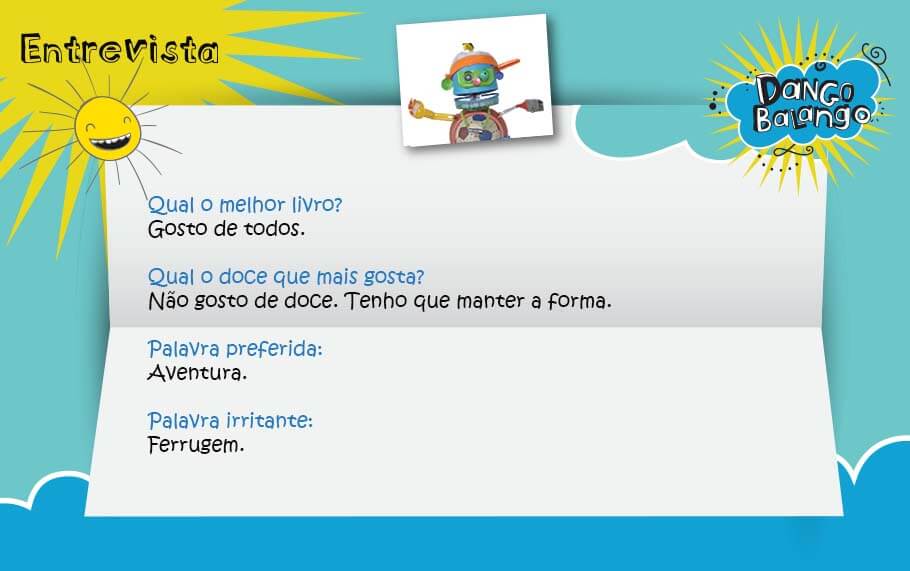 Entrevista
DANGO
BALANGO
Qual o melhor livro?
Gosto de todos.
Qual o doce que mais gosta?
Não gosto de doce. Tenho que manter a forma.
Palavra preferida:
Aventura.
Palavra irritante:
Ferrugem.